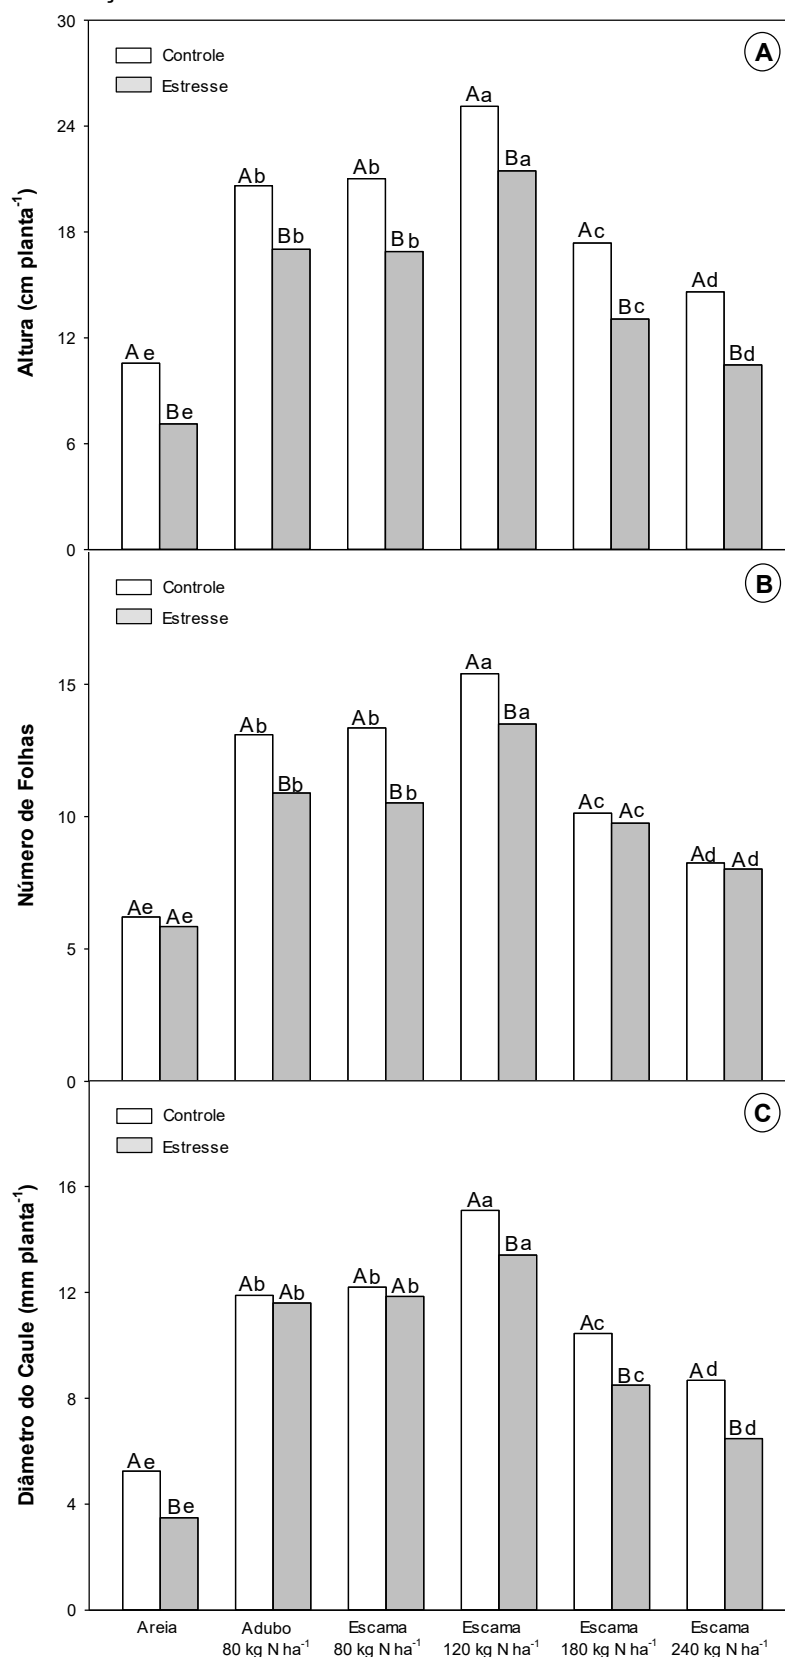 30
Controle
A
Estresse
Aa
24
Ab
Ab
Ba
18
Bb
Bb
Ac
Ad
Bc
12
Ae
Bd
Be
6
0
Altura (cm planta-1)
Controle
B
Estresse
Aa
15
Ab
Ab
Ba
Bb
Bb
10
Ac
Ac
Ad
Ad
Ae
Ae
5
0
Número de Folhas
Controle
C
Estresse
16
Aa
Ba
12
Ab
Ab
Ab
Ab
Ac
Bc
Ad
8
Bd
Ae
Be
4
0
Diâmetro do Caule (mm planta-1)
Areia
Adubo
80 kg N ha-1
Escama
80 kg N ha-1
Escama
120 kg N ha-1
Escama
180 kg N ha-1
Escama
240 kg N ha-1